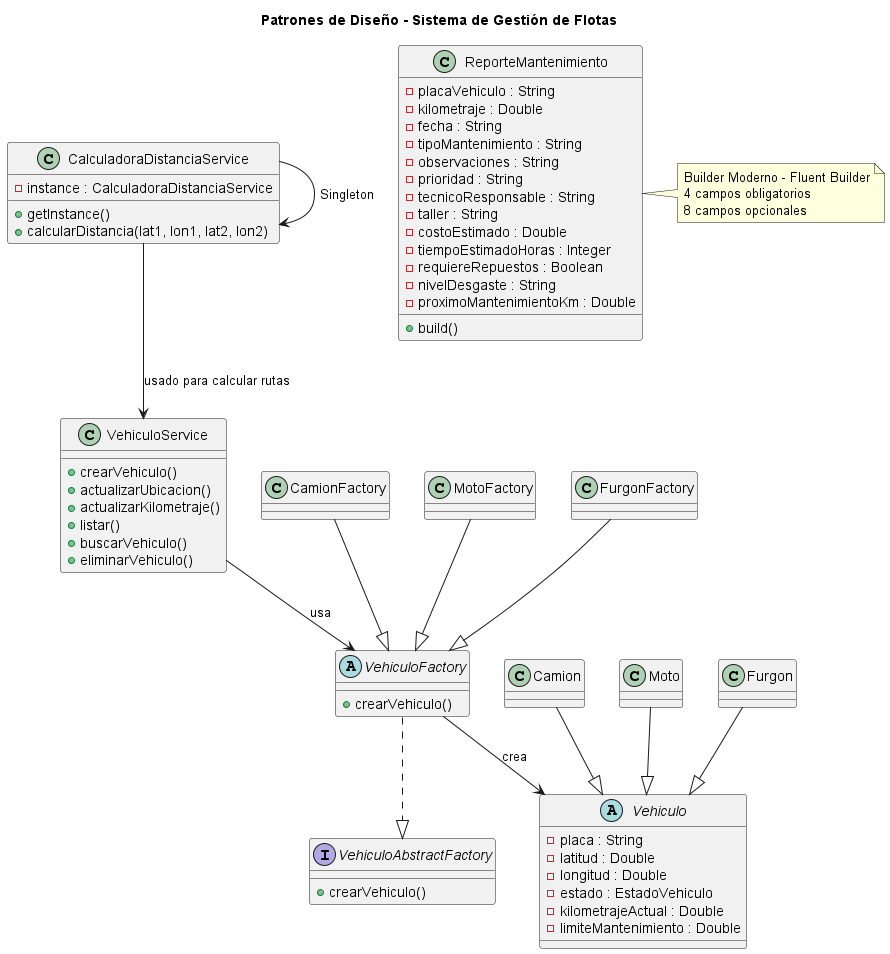 Patrones de Diseño - Sistema de Gestión de Flotas
C ReporteMantenimiento
placaVehiculo : String
kilometraje : Double
fecha : String
tipoMantenimiento : String
observaciones : String
prioridad : String
tecnicoResponsable : String
taller : String
costoEstimado : Double
tiempoEstimadoHoras : Integer
requiereRepuestos : Boolean
nivelDesgaste : String
proximoMantenimientoKm : Double
build()
Builder Moderno - Fluent Builder
4 campos obligatorios
8 campos opcionales
C CalculadoraDistanciaService
instance : CalculadoraDistanciaService
getInstance()
calcularDistancia(lat1, lon1, lat2, lon2)
Singleton
usado para calcular rutas
C VehiculoService
crearVehiculo()
actualizarUbicacion()
actualizarKilometraje()
listar()
buscarVehiculo()
eliminarVehiculo()
C CamionFactory
C MotoFactory
C FurgonFactory
usa
A VehiculoFactory
crearVehiculo()
C Camion
C Moto
C Furgon
crea
I VehiculoAbstractFactory
crearVehiculo()
A Vehiculo
placa : String
latitud : Double
longitud : Double
estado : EstadoVehiculo
kilometrajeActual : Double
limiteMantenimiento : Double